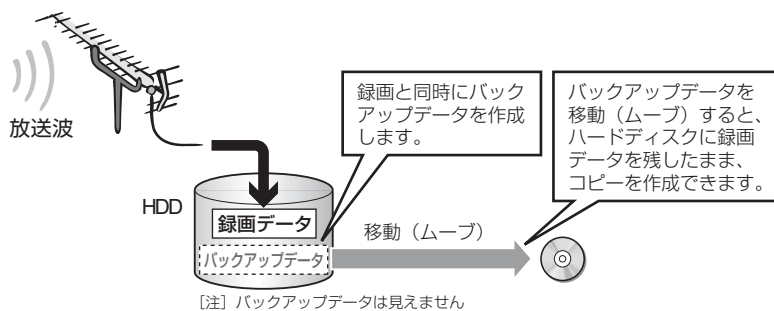 放送波
録画と同時にバック
アップデータを作成
します。
バックアップデータを
移動（ムーブ）すると、
ハードディスクに録画
データを残したまま、
コピーを作成できます。
HDD
録画データ
バックアップデータ
移動（ムーブ）
［注］バックアップデータは見えません